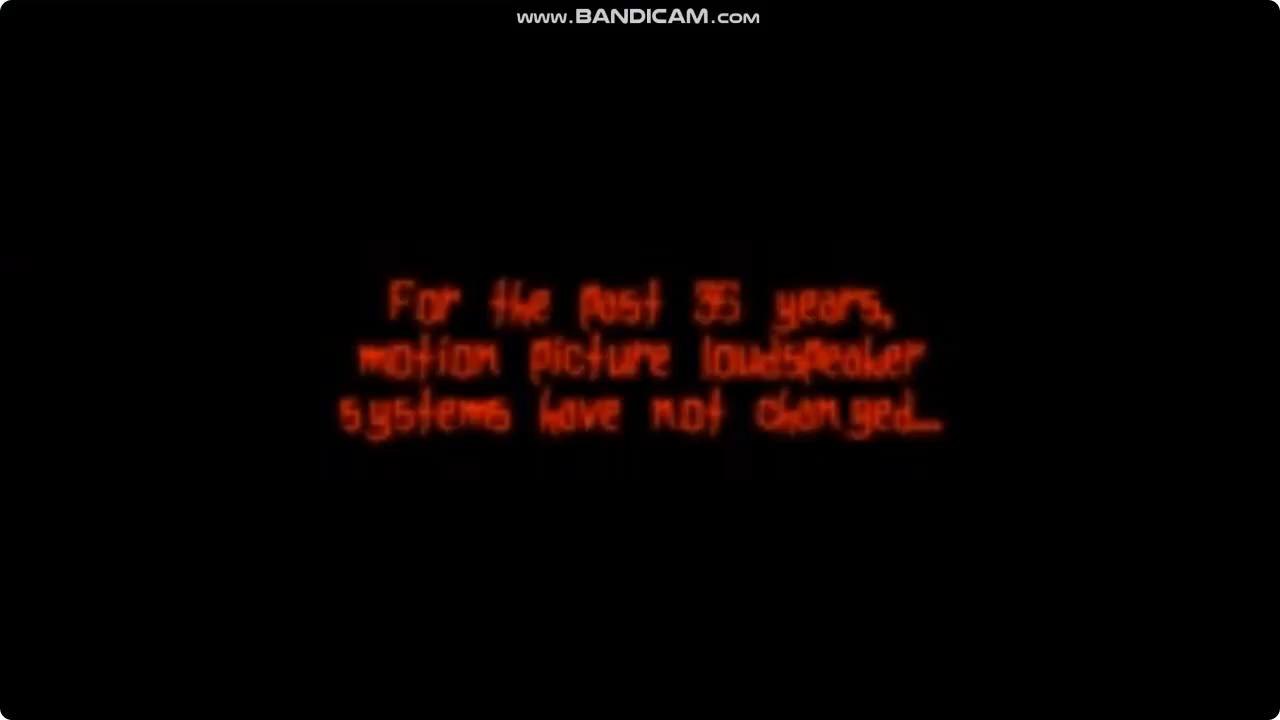 www.BANDICAM.com
For the past 35 years,
motion picture loudspeaker
systems have not changed...